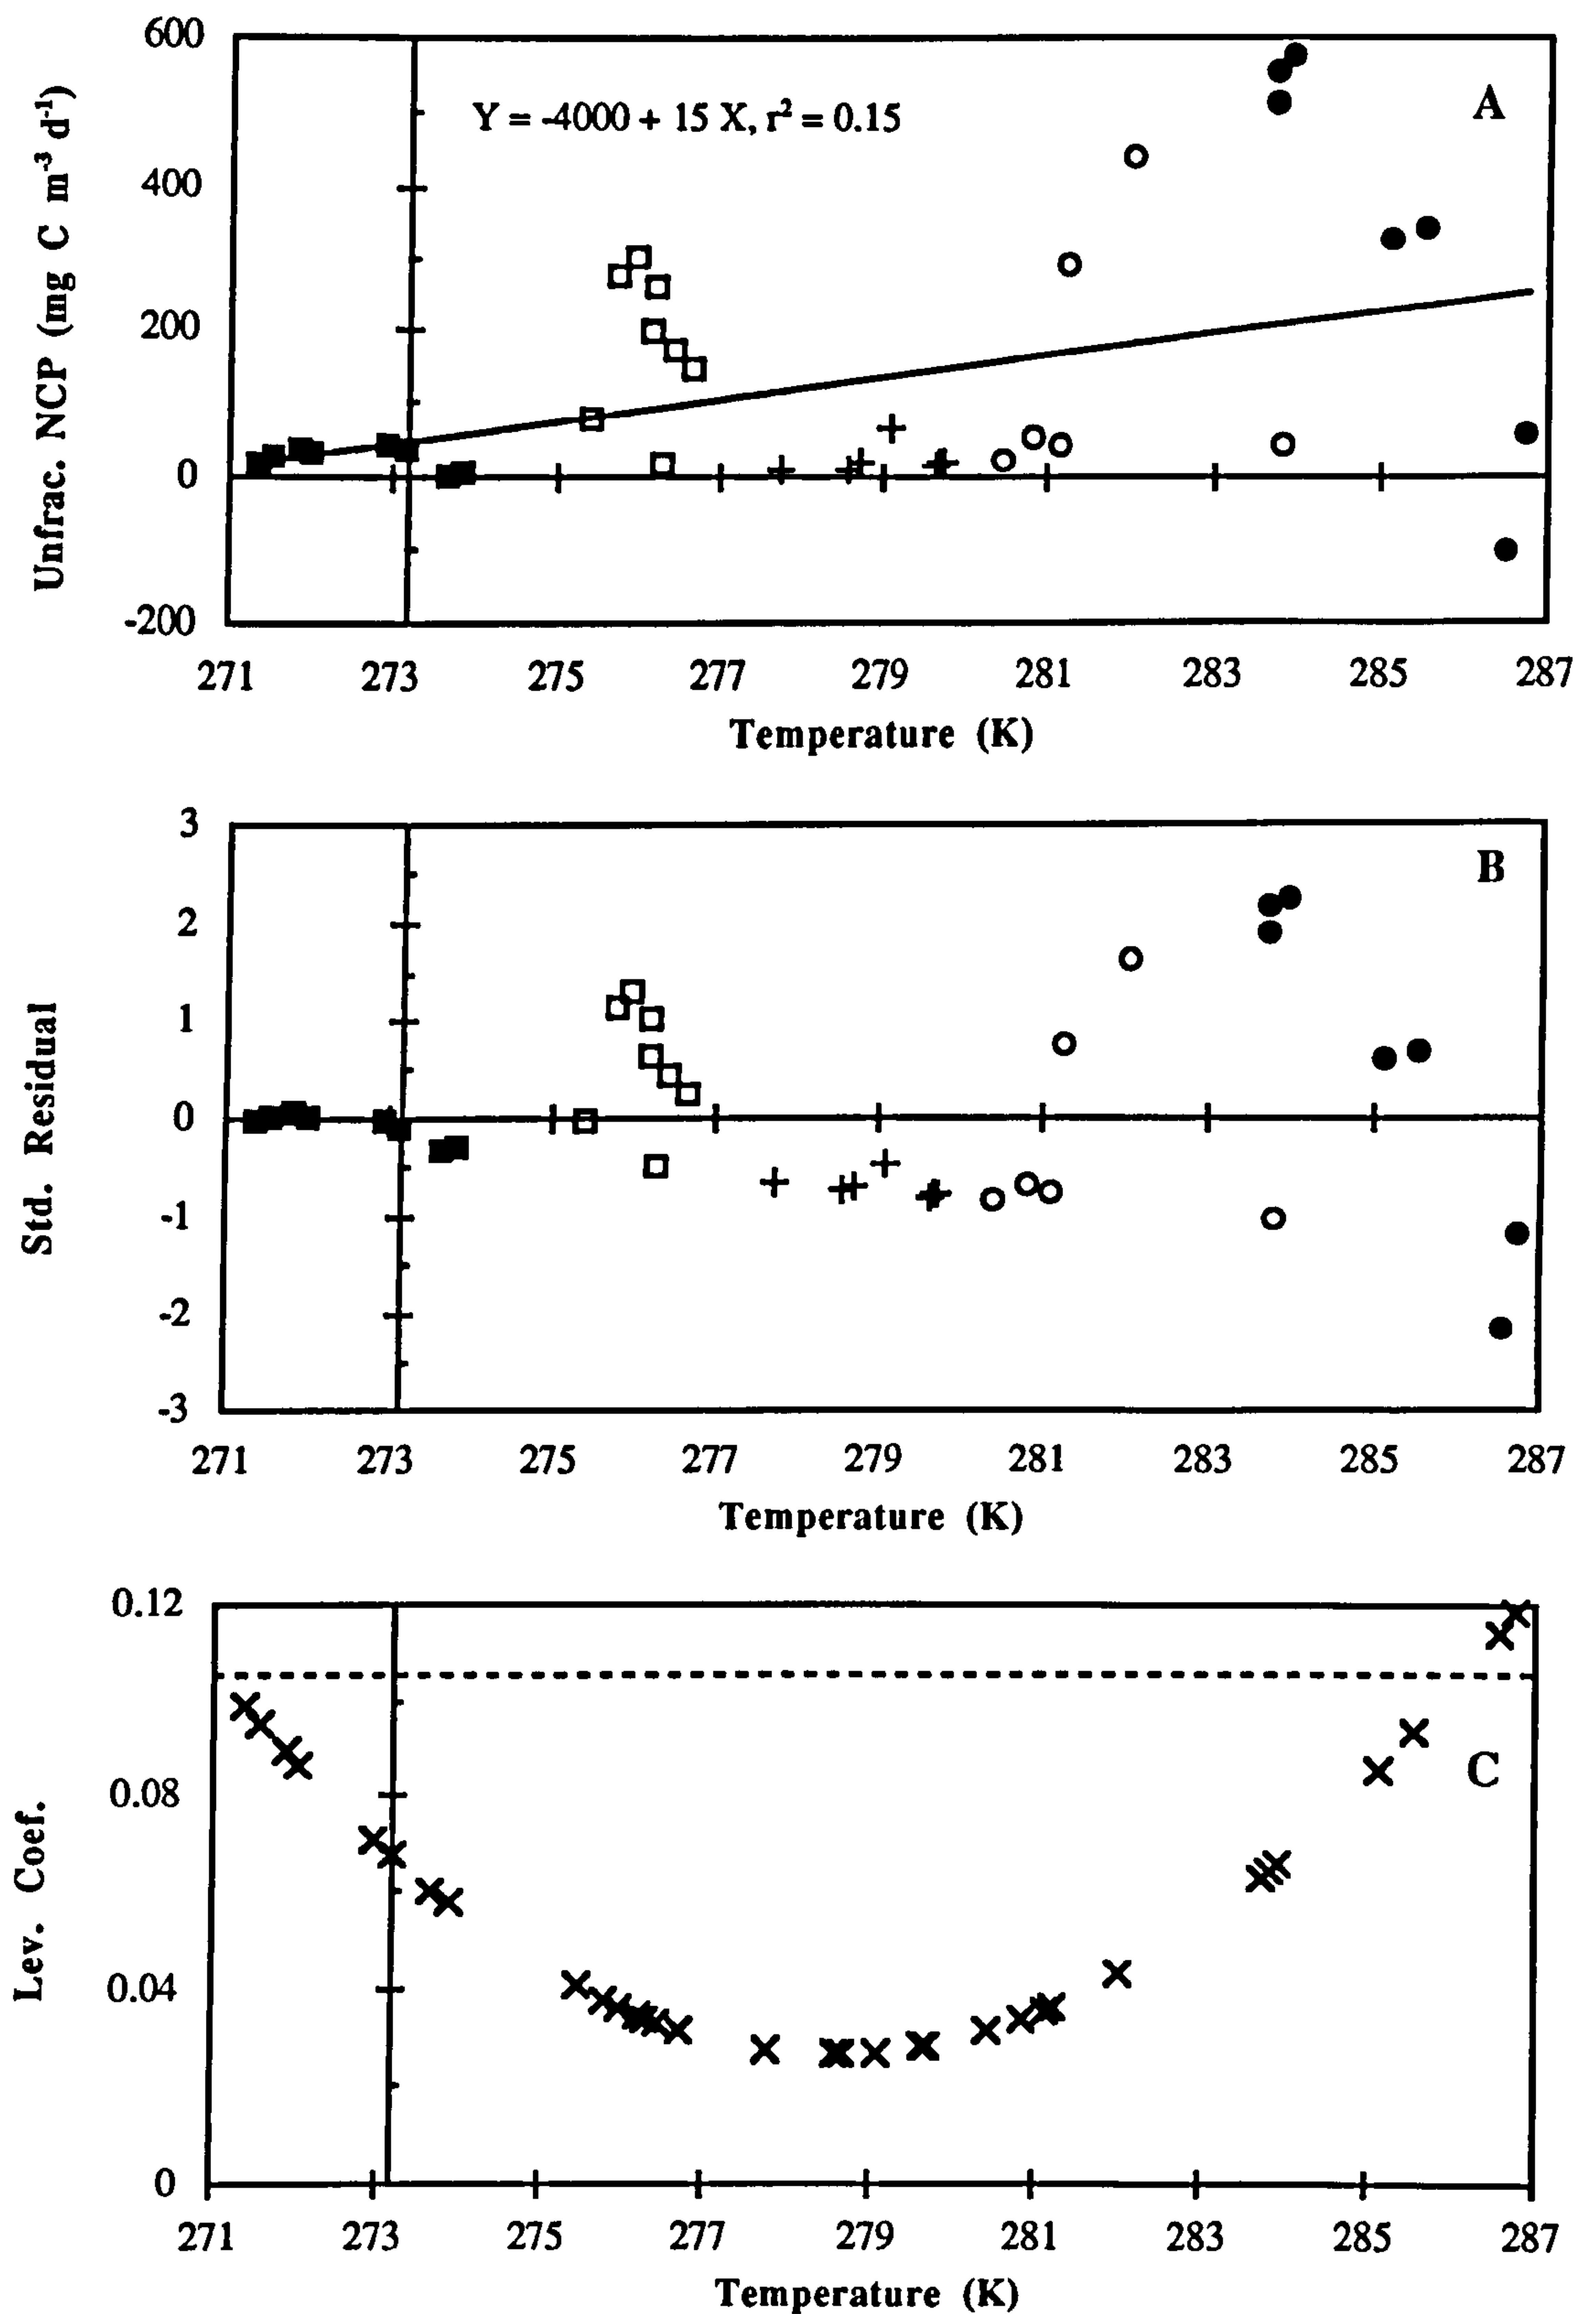 600
A
Y = -4000 + 15 X, r² = 0.15
400
200
0
-200
Unfrac. NCP (mg C m⁻³ d⁻¹)
271 273 275 277 279 281 283 285 287
Temperature (K)
3
B
2
1
0
-1
-2
-3
Std. Residual
271 273 275 277 279 281 283 285 287
Temperature (K)
0.12
C
0.08
0.04
0
Lev. Coef.
271 273 275 277 279 281 283 285 287
Temperature (K)